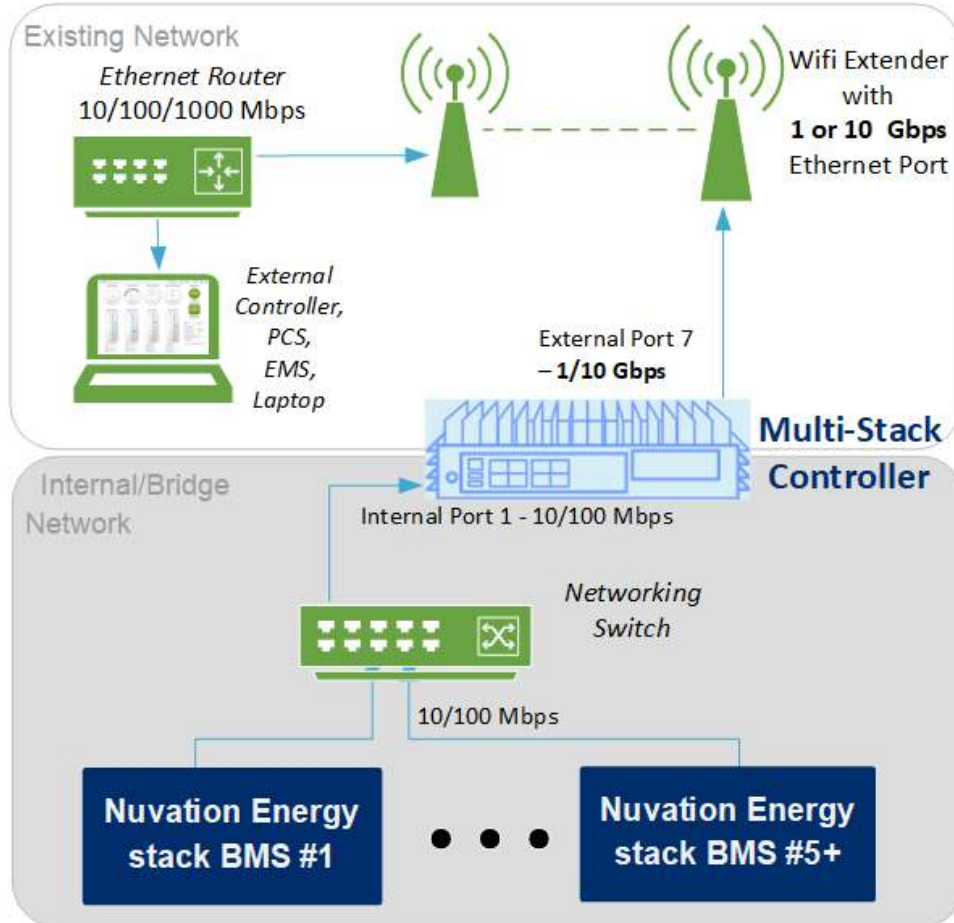 Existing Network
Ethernet Router
10/100/1000 Mbps
Wifi Extender
with
1 or 10 Gbps
Ethernet Port
External
Controller,
PCS,
EMS,
Laptop
External Port 7
– 1/10 Gbps
Multi-Stack
Controller
Internal/Bridge
Network
Internal Port 1 - 10/100 Mbps
Networking
Switch
10/100 Mbps
Nuvation Energy
stack BMS #1
Nuvation Energy
stack BMS #5+